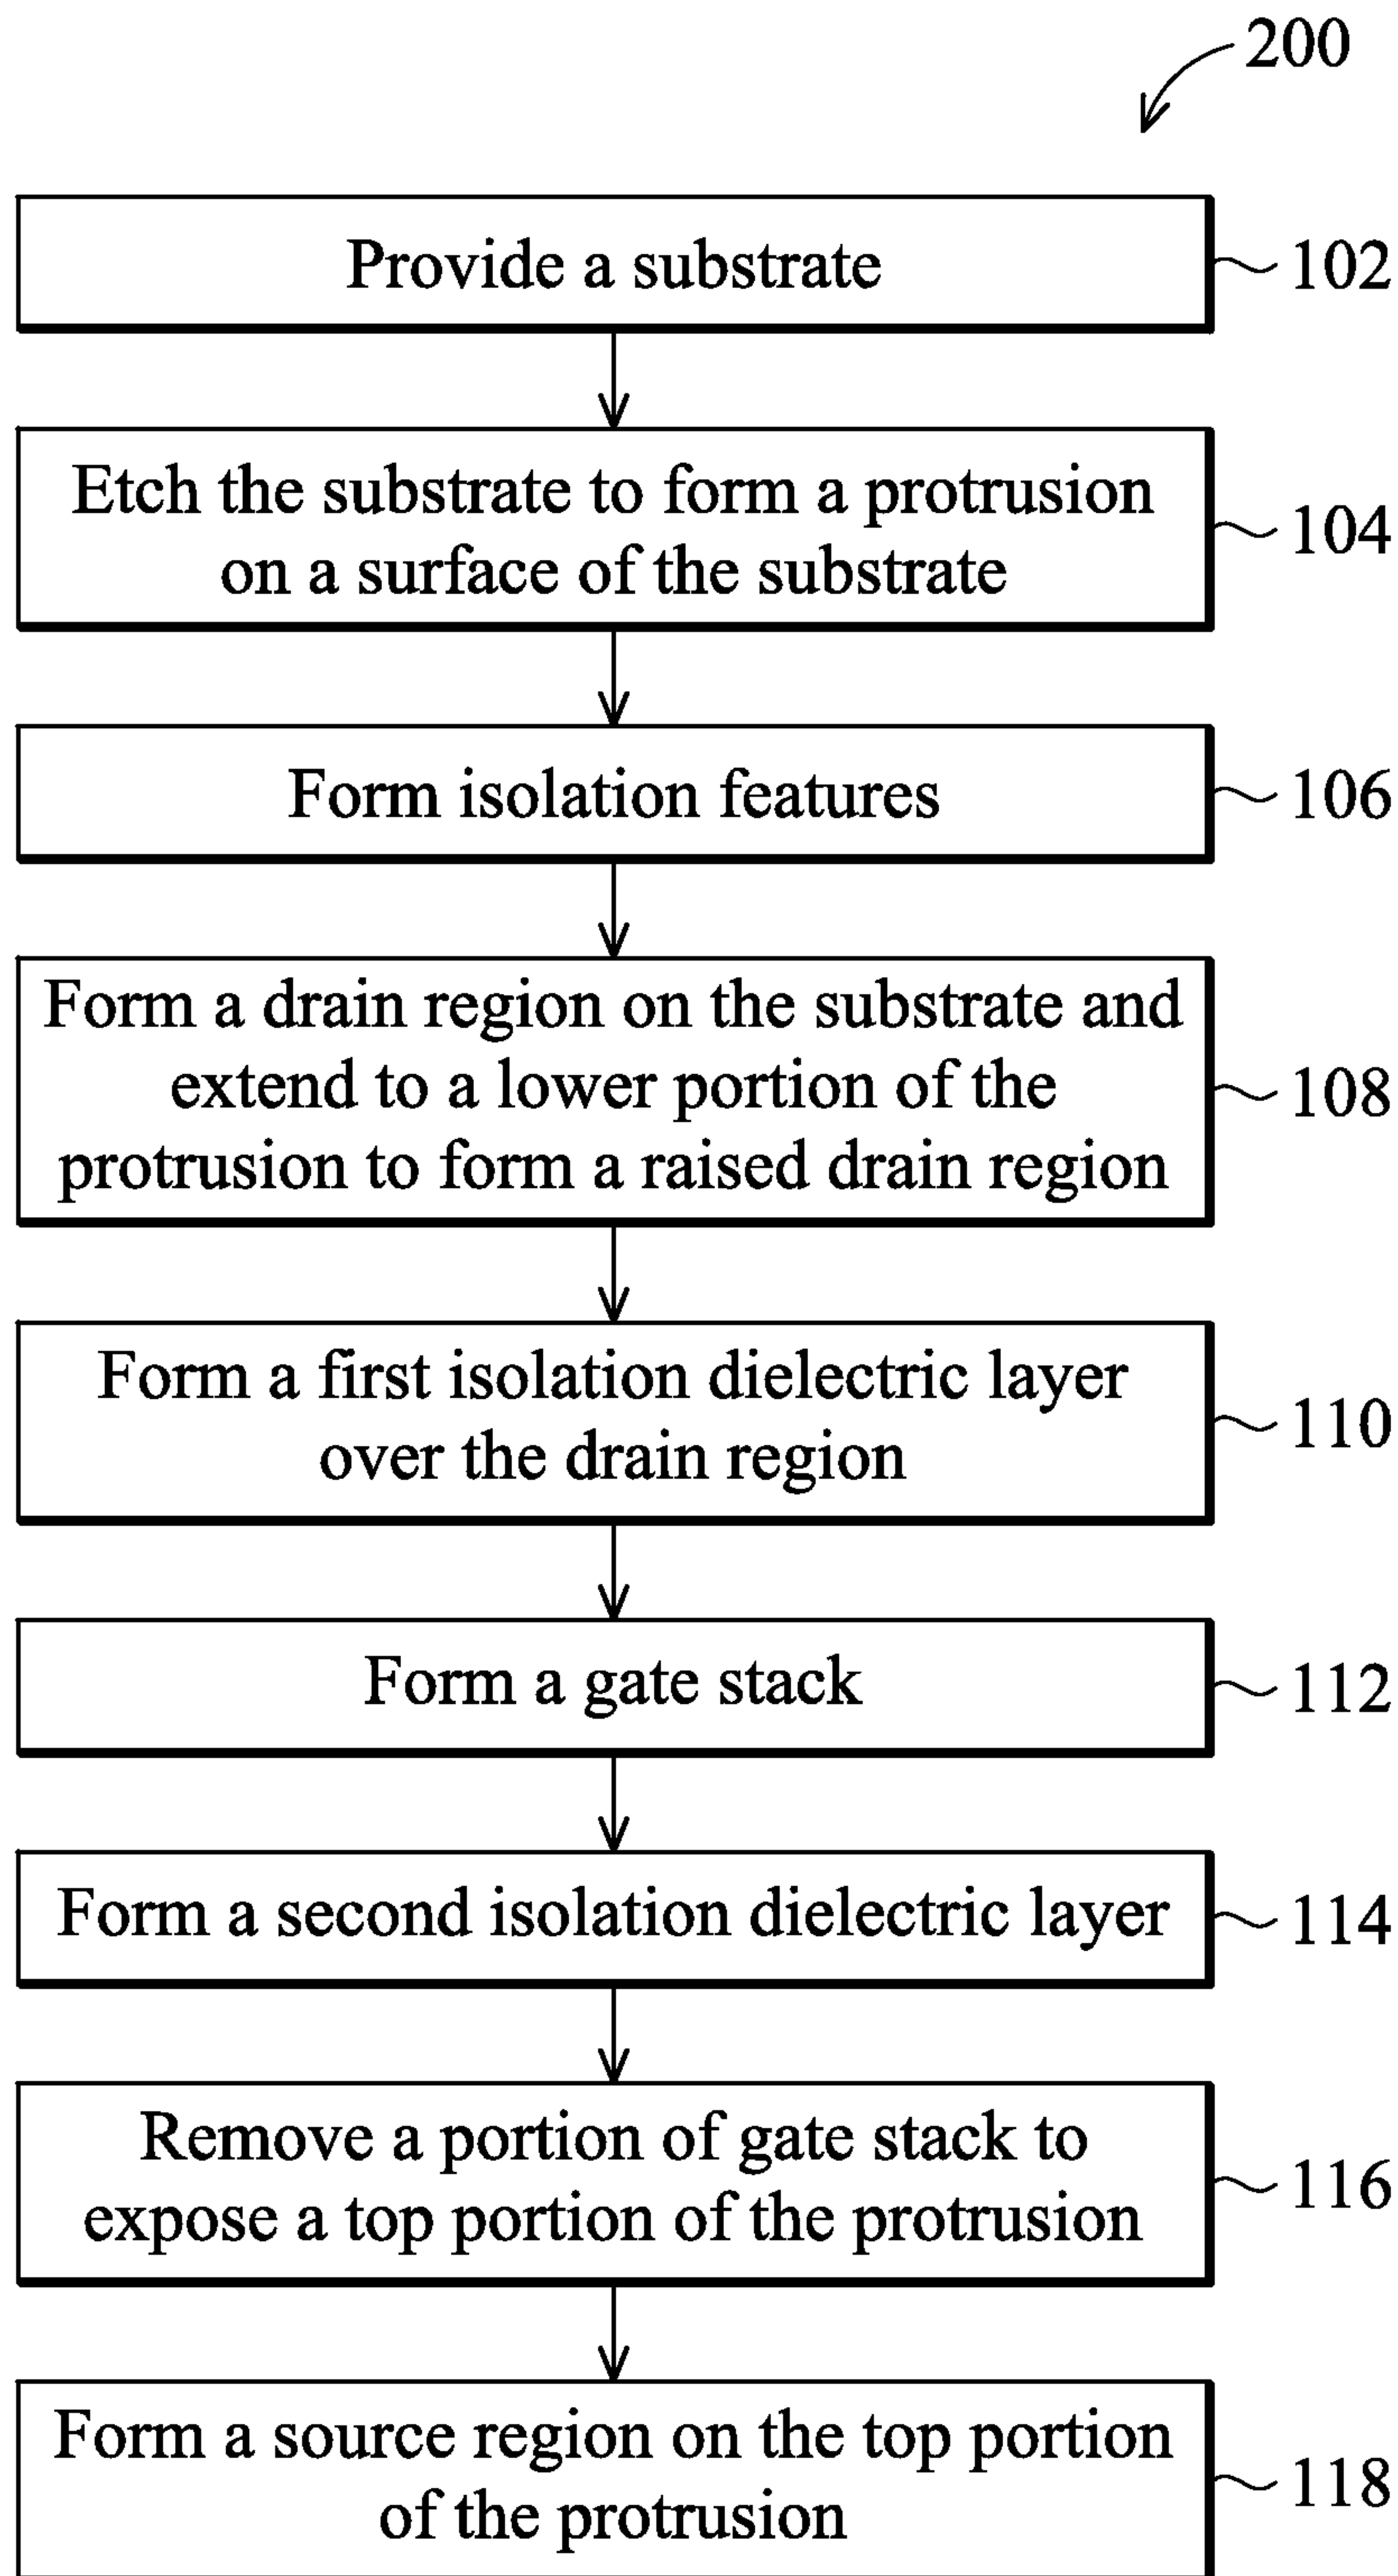 200
Provide a substrate
102
Etch the substrate to form a protrusion
on a surface of the substrate
104
Form isolation features
106
Form a drain region on the substrate and
extend to a lower portion of the
protrusion to form a raised drain region
108
Form a first isolation dielectric layer
over the drain region
110
Form a gate stack
112
Form a second isolation dielectric layer
114
Remove a portion of gate stack to
expose a top portion of the protrusion
116
Form a source region on the top portion
of the protrusion
118